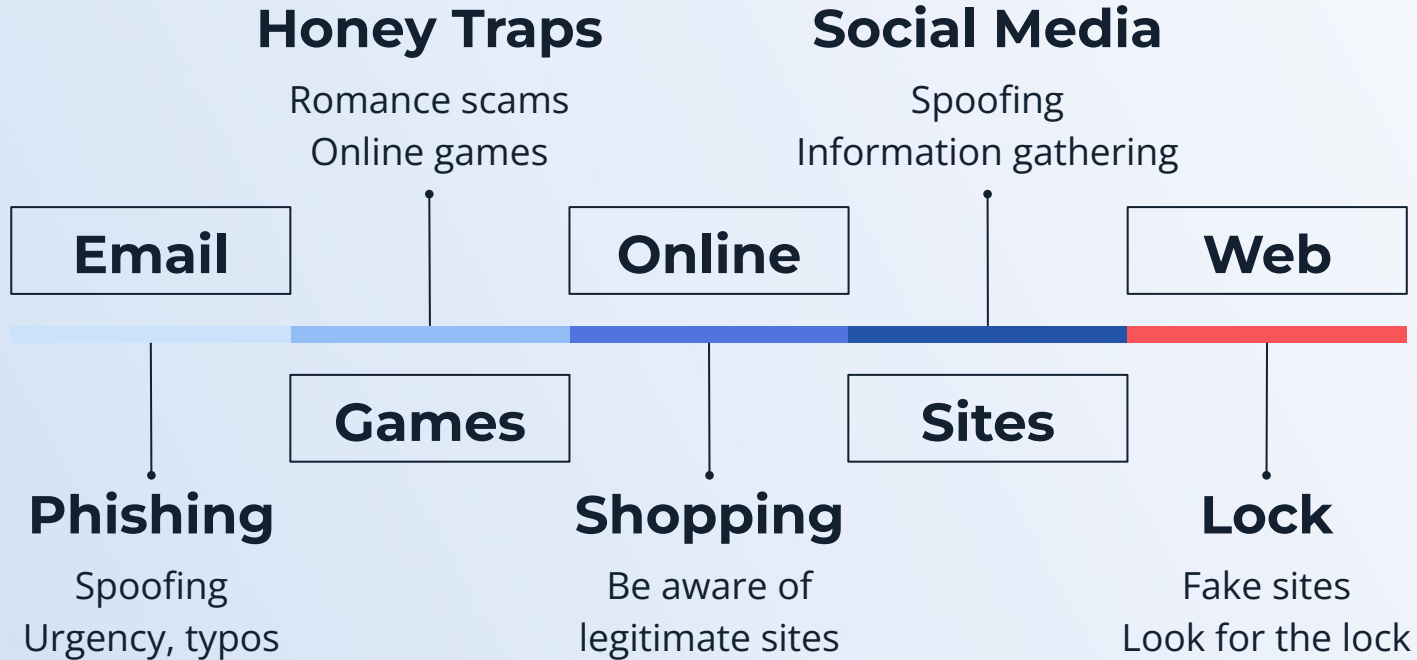 Honey Traps
Romance scams
Online games
Social Media
Spoofing
Information gathering
Email
Online
Web
Games
Sites
Phishing
Spoofing
Urgency, typos
Shopping
Be aware of
legitimate sites
Lock
Fake sites
Look for the lock